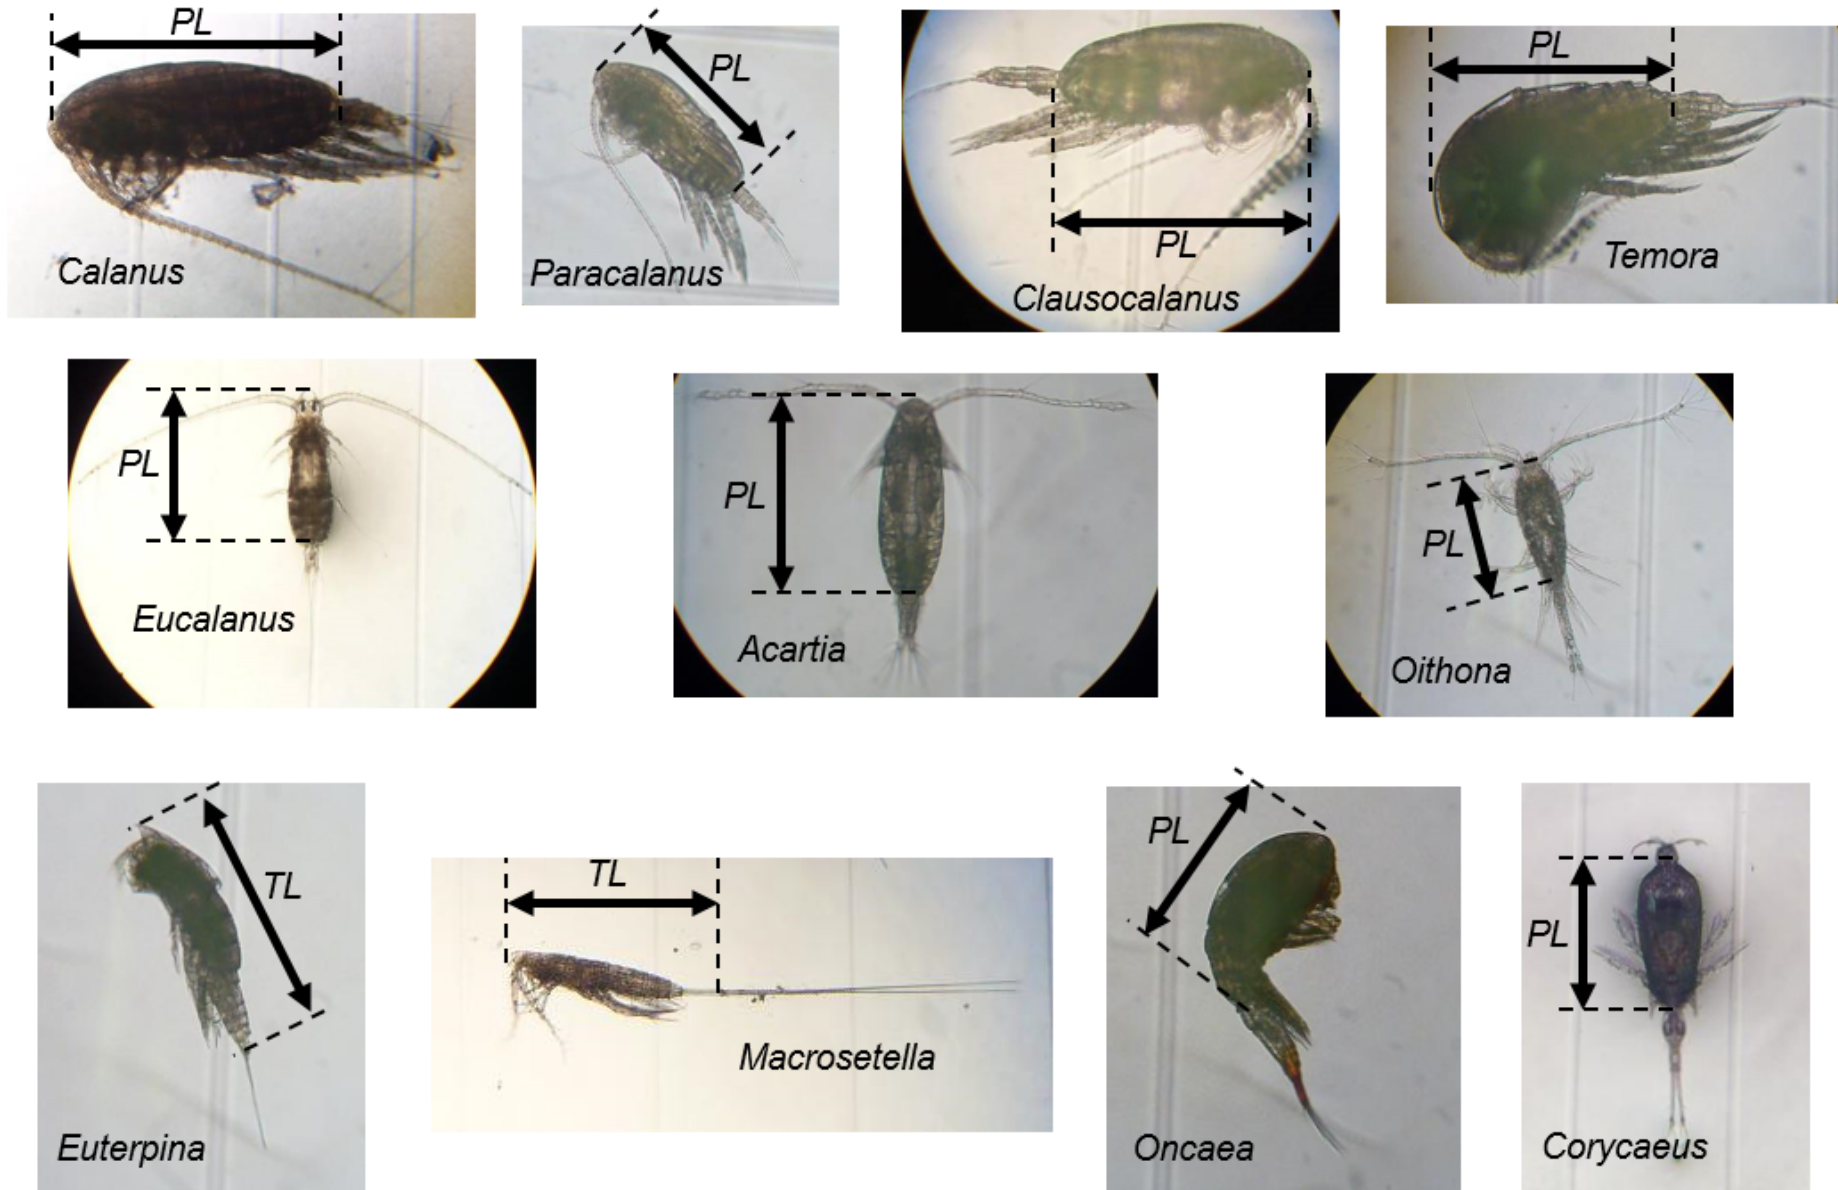 PL
Calanus
PL
Paracalanus
PL
Clausocalanus
PL
Temora
PL
Eucalanus
PL
Acartia
PL
Oithona
TL
Euterpina
TL
Macrosetella
PL
Oncaea
PL
Corycaeus